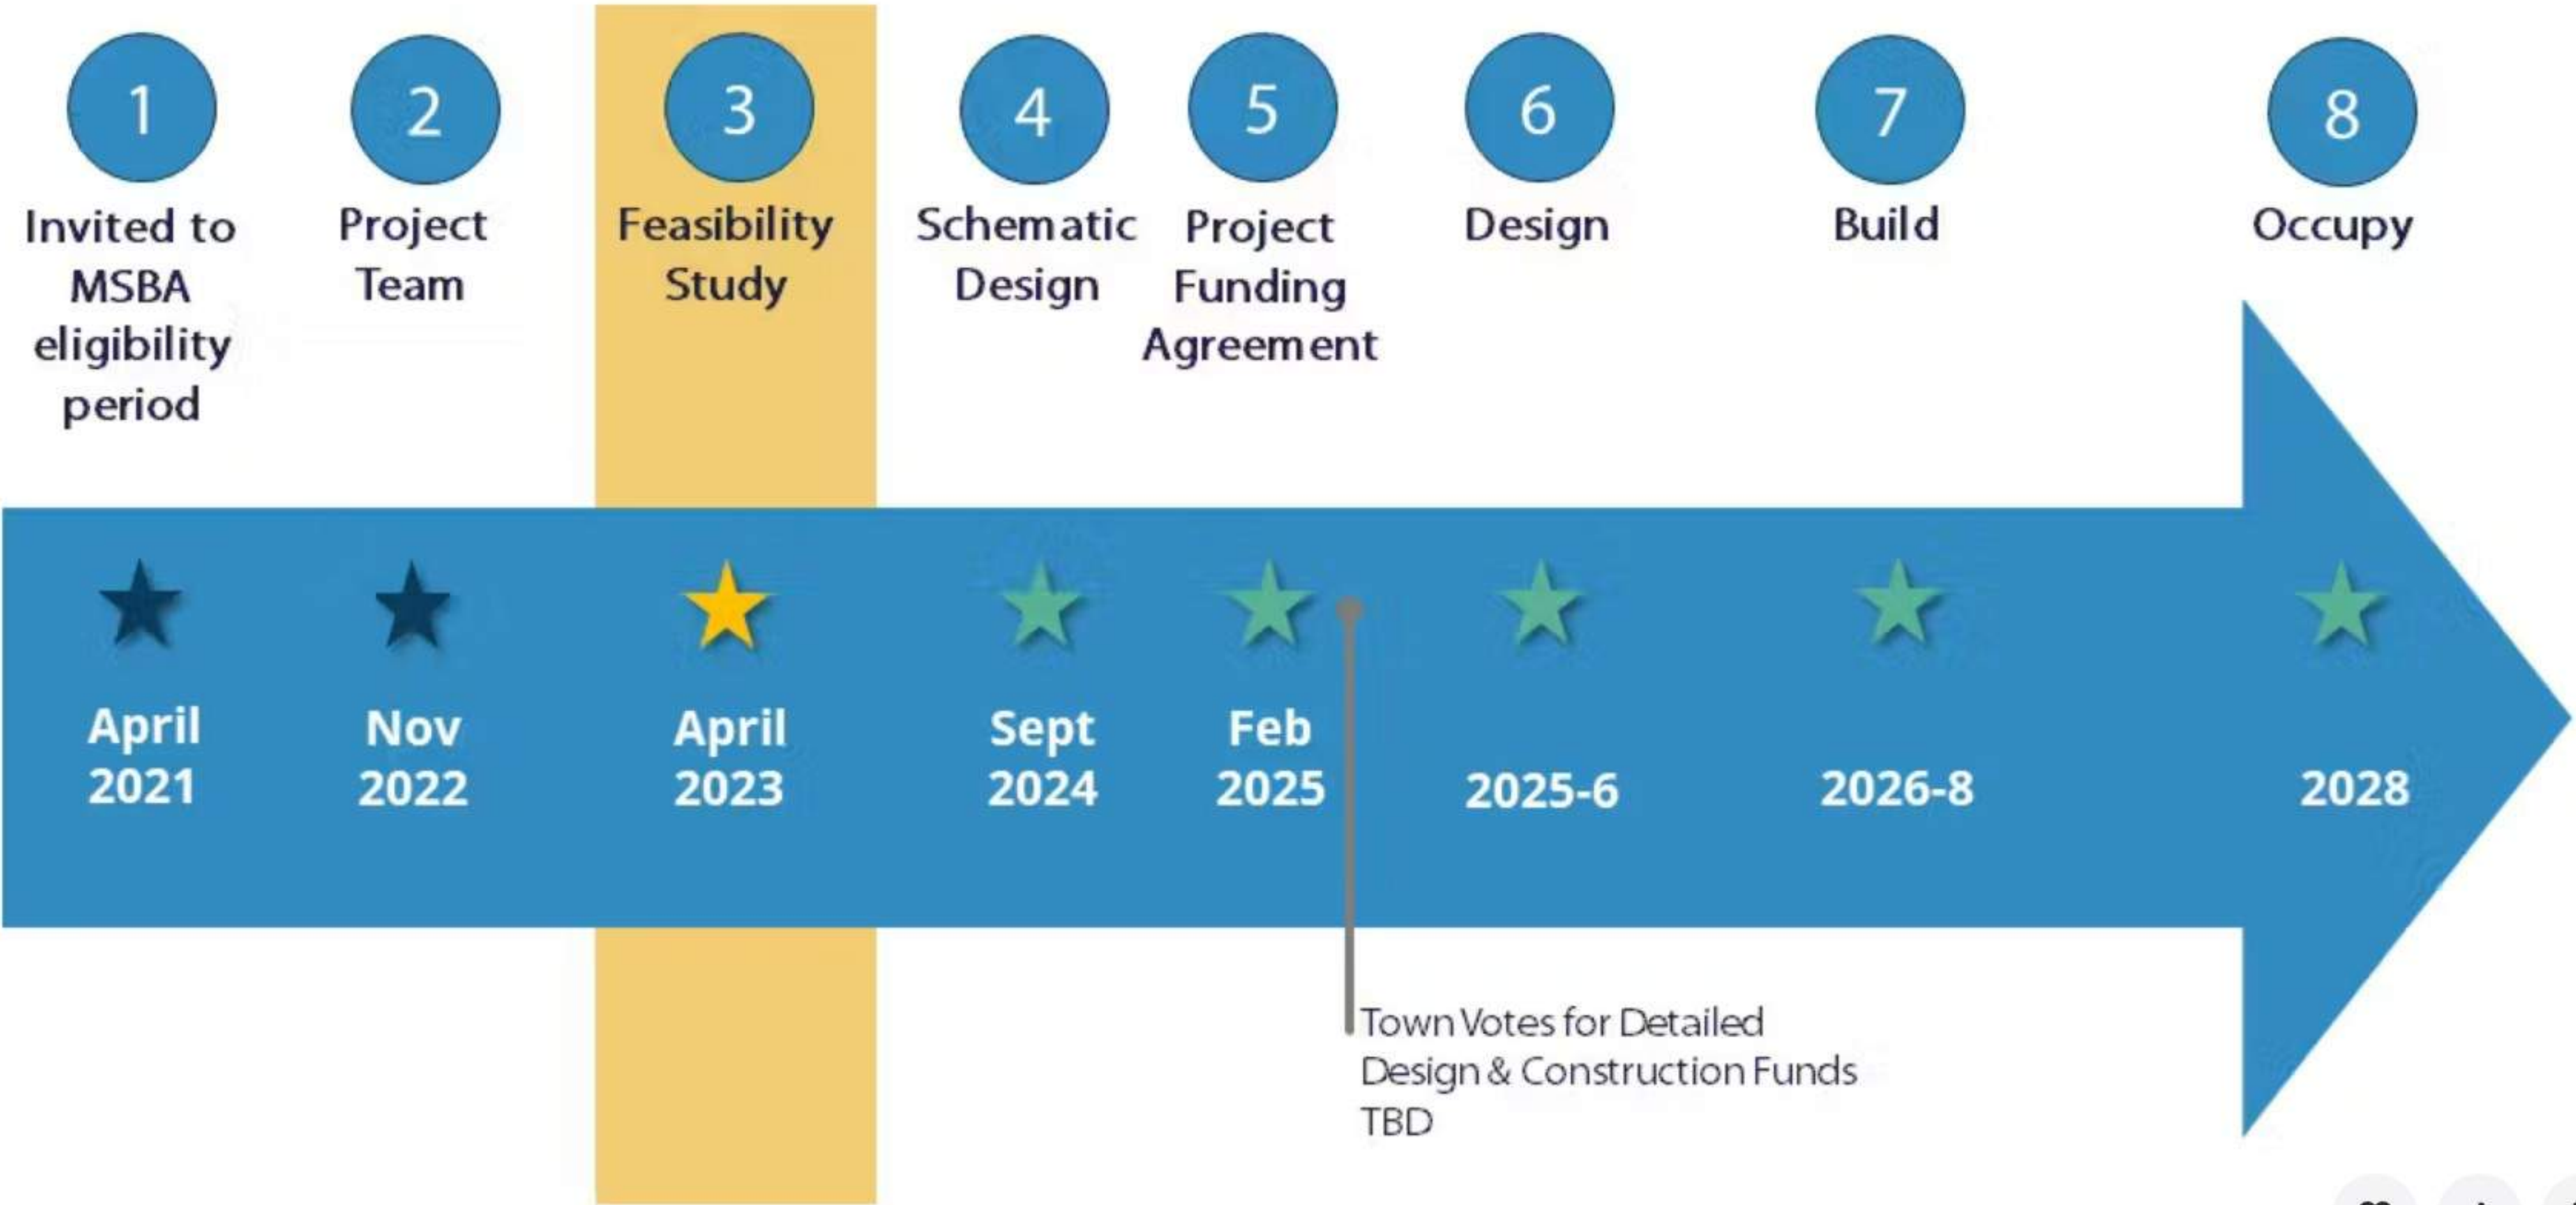 1
2
3
4
5
6
7
8
Invited to
MSBA
eligibility
period
Project
Team
Feasibility
Study
Schematic
Design
Project
Funding
Agreement
Design
Build
Occupy
April
2021
Nov
2022
April
2023
Sept
2024
Feb
2025
2025-6
2026-8
2028
Town Votes for Detailed
Design & Construction Funds
TBD